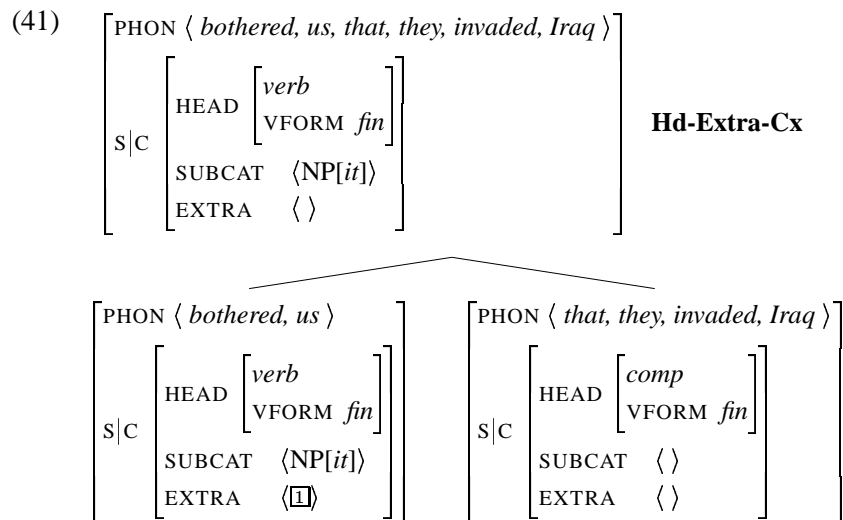 (41)
PHON ⟨ bothered, us, that, they, invaded, Iraq ⟩
S|C
HEAD
verb
VFORM fin
SUBCAT ⟨NP[it]⟩
EXTRA ⟨ ⟩
Hd-Extra-Cx
PHON ⟨ bothered, us ⟩
S|C
HEAD
verb
VFORM fin
SUBCAT ⟨NP[it]⟩
EXTRA ⟨1⟩
PHON ⟨ that, they, invaded, Iraq ⟩
S|C
HEAD
comp
VFORM fin
SUBCAT ⟨ ⟩
EXTRA ⟨ ⟩